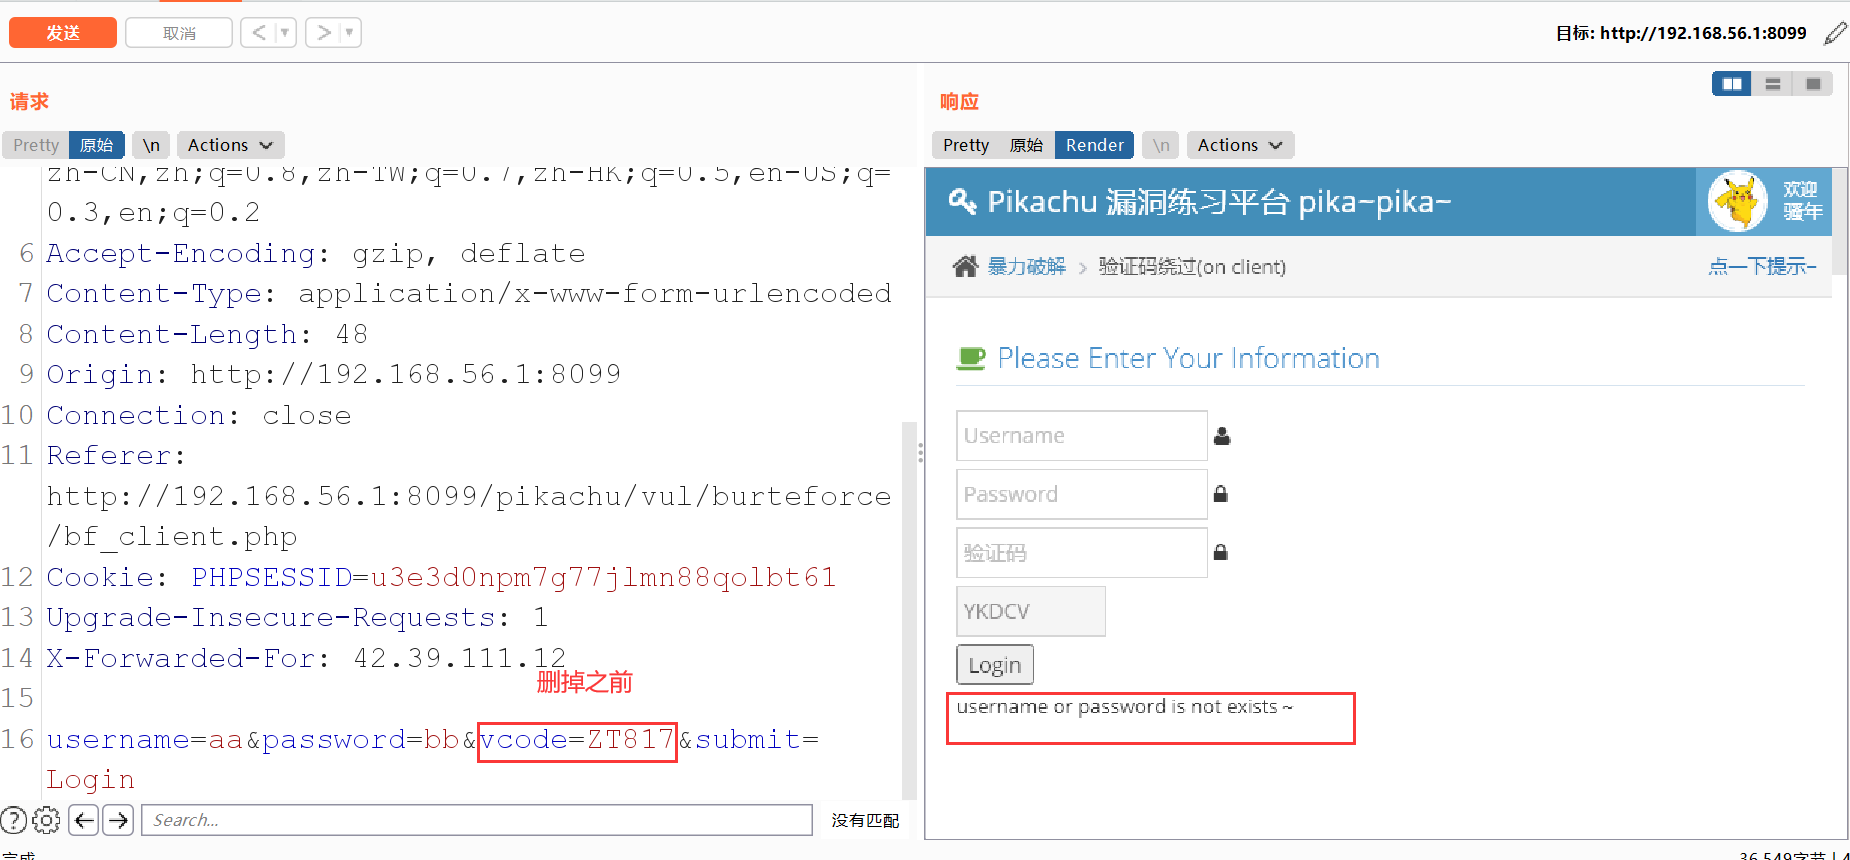 发送 取消 < > 目标: http://192.168.56.1:8099
请求
Pretty 原始 \n Actions
zh-CN,zh;q=0.8,zh-TW;q=0.7,zh-HK;q=0.5,en-US;q=
0.3,en;q=0.2
6 Accept-Encoding: gzip, deflate
7 Content-Type: application/x-www-form-urlencoded
8 Content-Length: 48
9 Origin: http://192.168.56.1:8099
10 Connection: close
11 Referer:
http://192.168.56.1:8099/pikachu/vul/burteforce
/bf_client.php
12 Cookie: PHPSESSID=u3e3d0npm7g77jlmn88qolbt61
13 Upgrade-Insecure-Requests: 1
14 X-Forwarded-For: 42.39.111.12
删掉之前
15
16 username=aa&password=bb&vcode=ZT817&submit=
Login
? Search... 没有匹配
完成
响应
Pretty 原始 Render \n Actions
Pikachu 漏洞练习平台 pika~pika~
欢迎
骚年
暴力破解 > 验证码绕过(on client) 点一下提示~
Please Enter Your Information
Username
Password
验证码
YKDCV
Login
username or password is not exists~
36,549字节 | 4